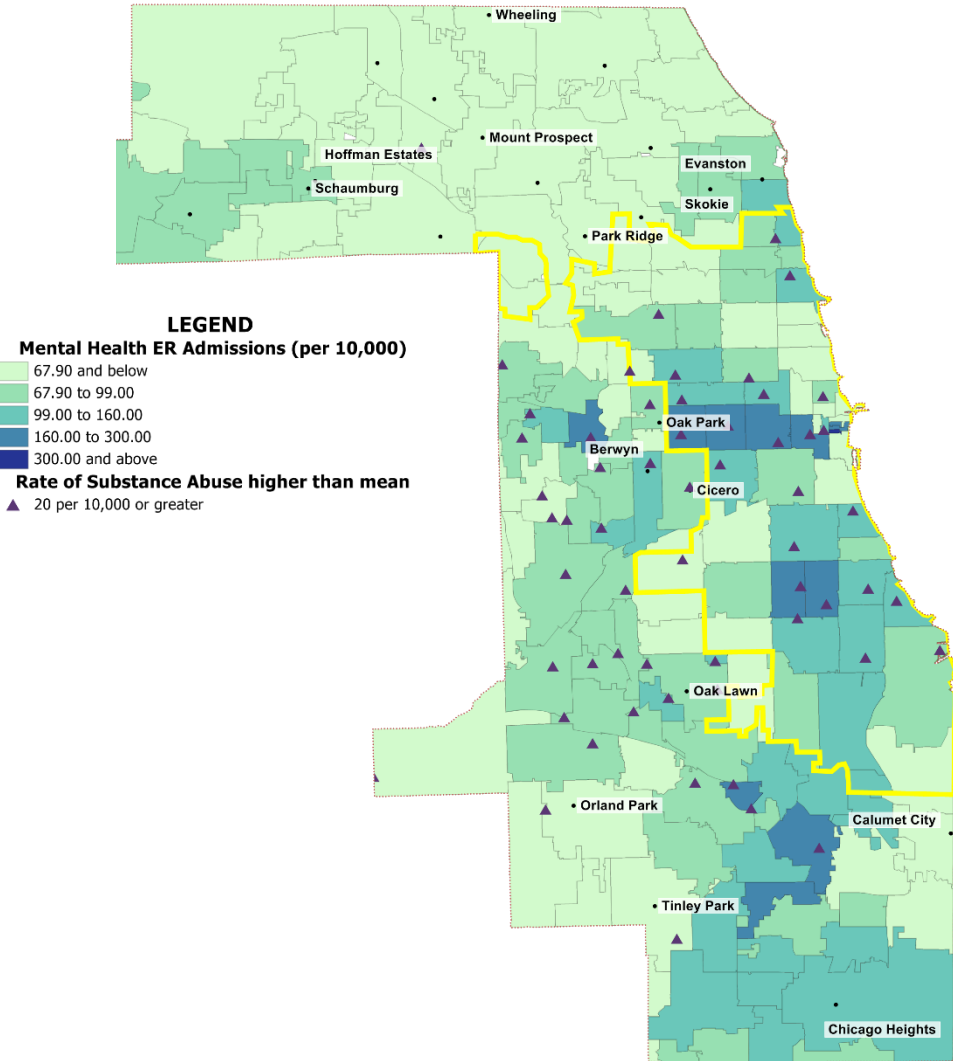 Wheeling
Mount Prospect
Hoffman Estates
Evanston
Schaumburg
Skokie
Park Ridge
LEGEND
Mental Health ER Admissions (per 10,000)
67.90 and below
67.90 to 99.00
99.00 to 160.00
160.00 to 300.00
300.00 and above
Rate of Substance Abuse higher than mean
20 per 10,000 or greater
Oak Park
Berwyn
Cicero
Oak Lawn
Orland Park
Calumet City
Tinley Park
Chicago Heights